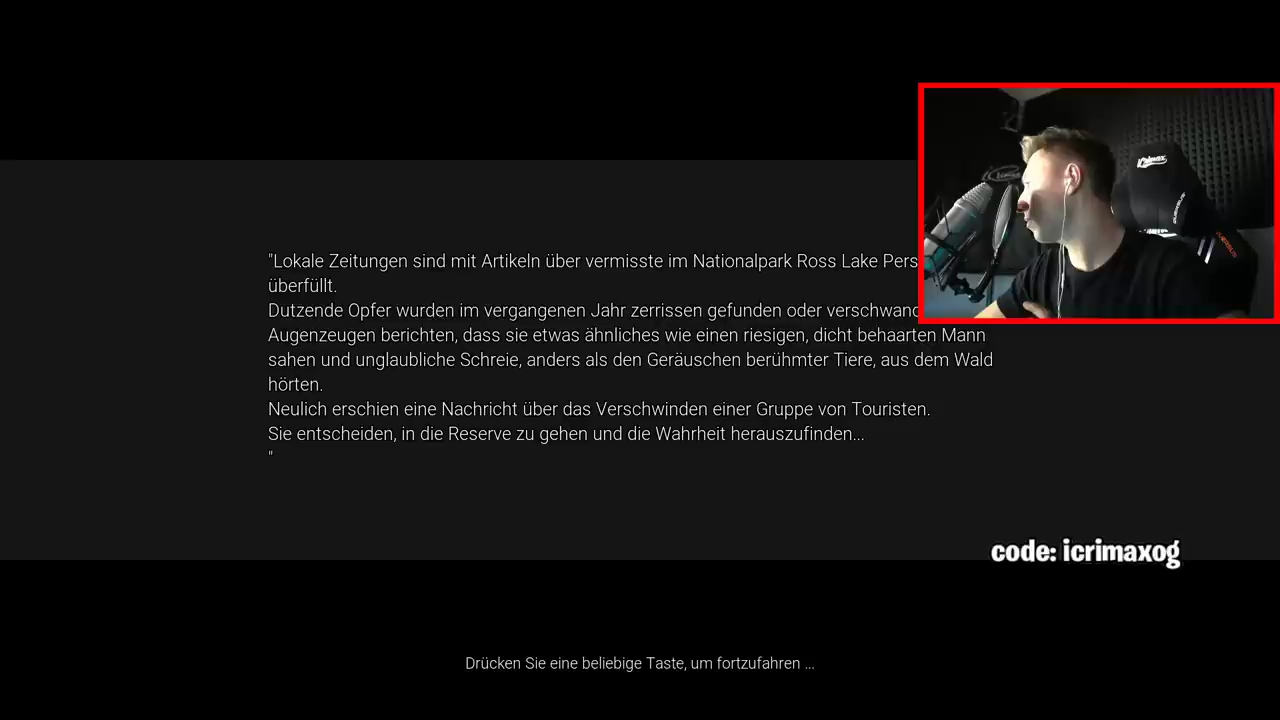 "Lokale Zeitungen sind mit Artikeln über vermisste im Nationalpark Ross Lake
überfüllt.
Dutzende Opfer wurden im vergangenen Jahr zerrissen gefunden oder
Augenzeugen berichten, dass sie etwas ähnliches wie einen riesigen, dicht behaarten Mann
sahen und unglaubliche Schreie, anders als den Geräuschen berühmter Tiere, aus dem Wald
hörten.
Neulich erschien eine Nachricht über das Verschwinden einer Gruppe von Touristen.
Sie entscheiden, in die Reserve zu gehen und die Wahrheit herauszufinden...
"
code: icrimaxog
Drücken Sie eine beliebige Taste, um fortzufahren ...